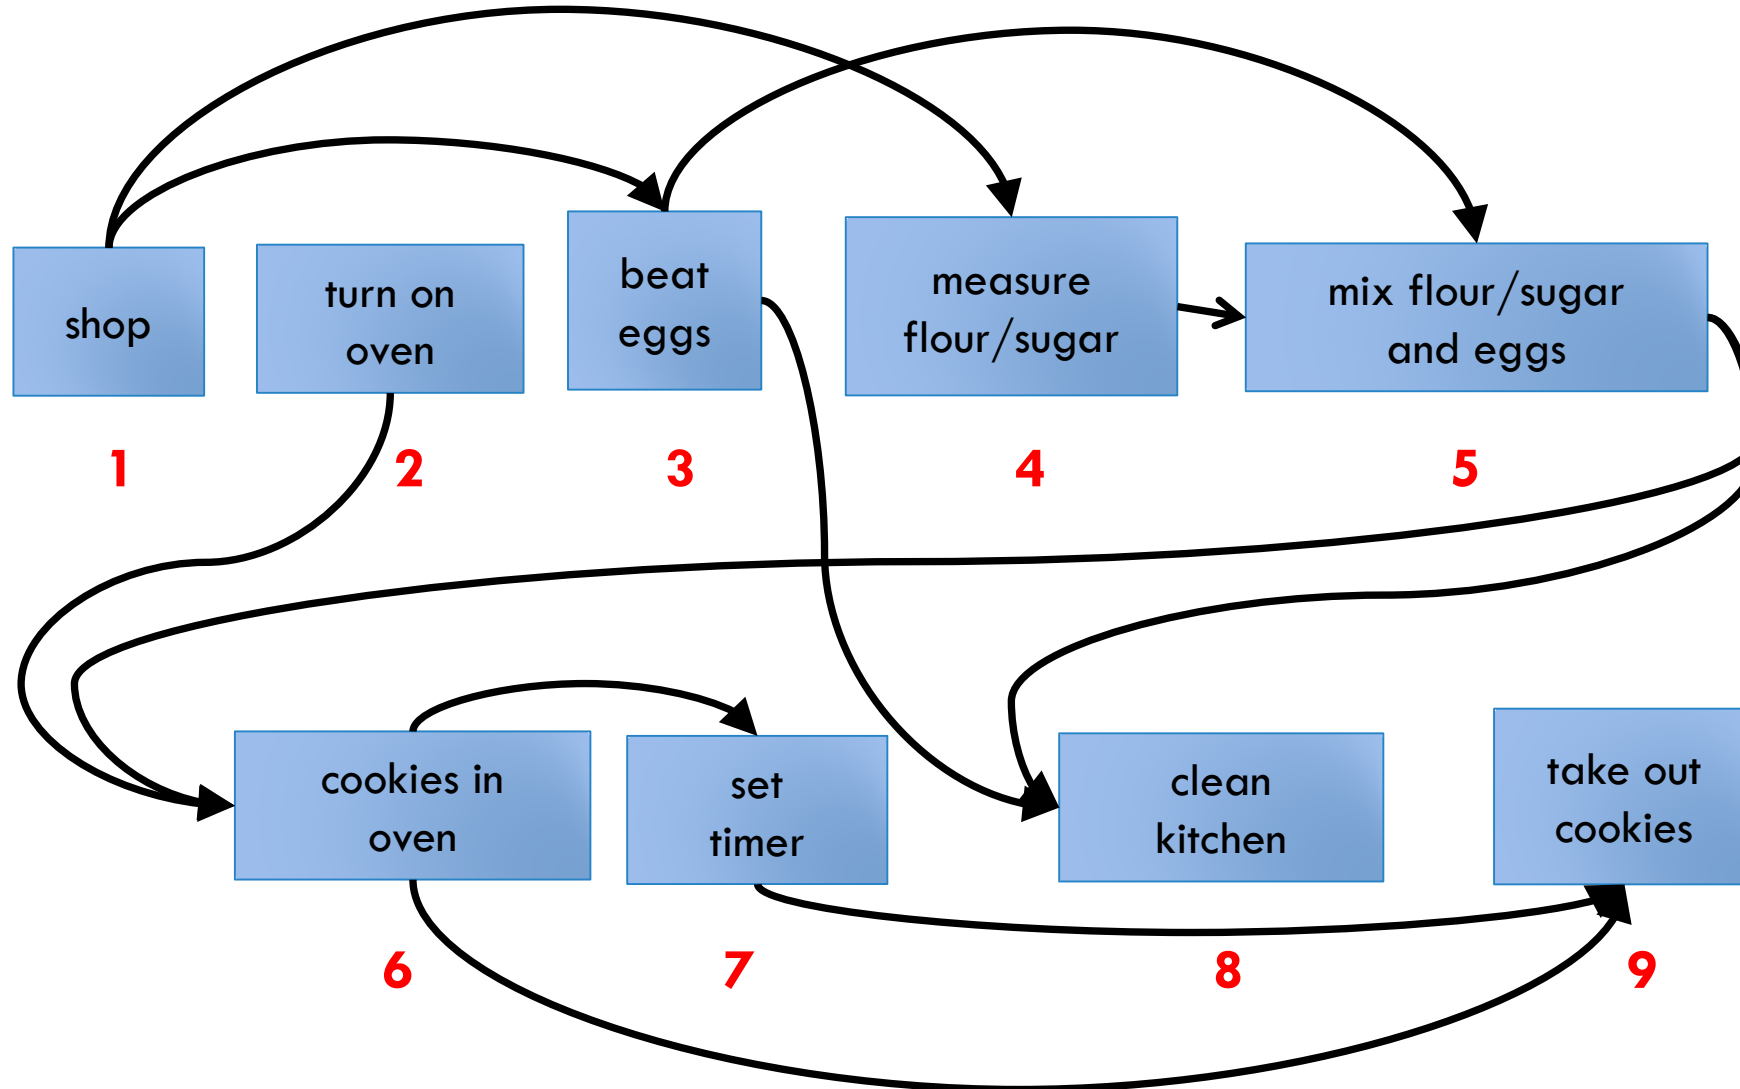 shop
turn on
oven
beat
eggs
measure
flour/sugar
mix flour/sugar
and eggs
1
2
3
4
5
cookies in
oven
set
timer
clean
kitchen
take out
cookies
6
7
8
9